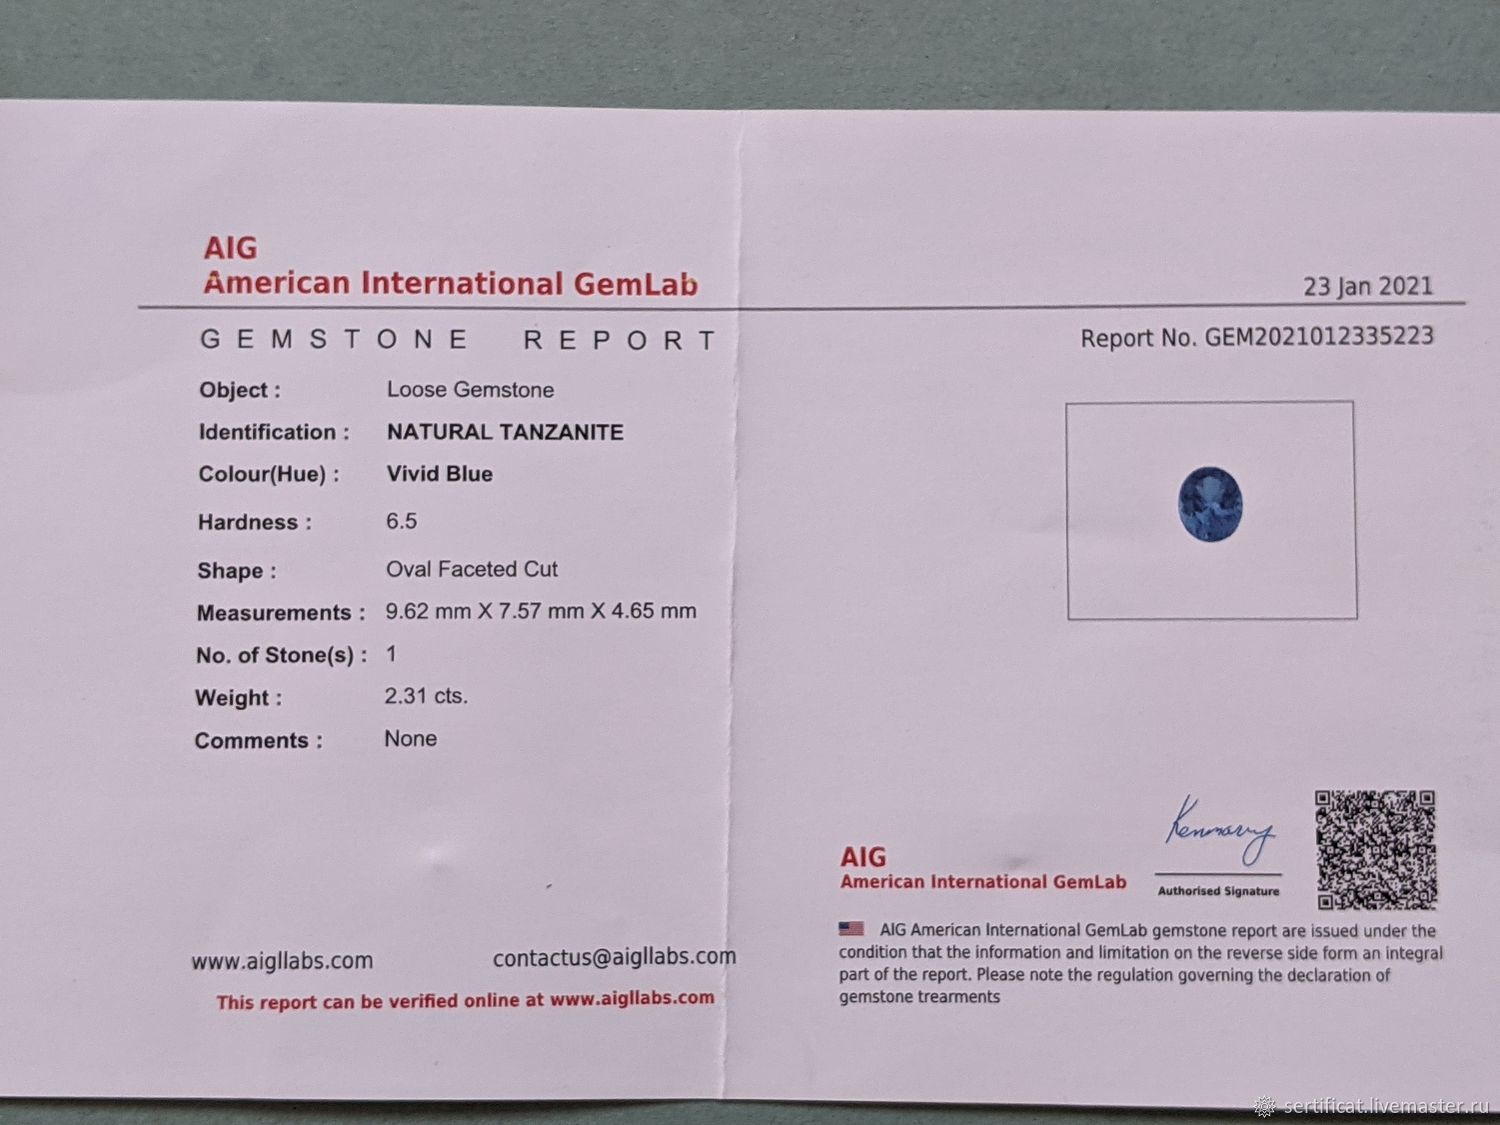 AIG
American International GemLab
23 Jan 2021
GEMSTONE REPORT
Report No. GEM2021012335223
Object : Loose Gemstone
Identification : NATURAL TANZANITE
Colour(Hue) : Vivid Blue
Hardness : 6.5
Shape : Oval Faceted Cut
Measurements : 9.62 mm X 7.57 mm X 4.65 mm
No. of Stone(s) : 1
Weight : 2.31 cts.
Comments : None
www.aigllabs.com contactus@aigllabs.com
This report can be verified online at www.aigllabs.com
Kenmarry
AIG
American International GemLab
Authorised Signature
AIG American International GemLab gemstone report are issued under the
condition that the information and limitation on the reverse side form an integral
part of the report. Please note the regulation governing the declaration of
gemstone trearments
sertificat.livemaster.ru